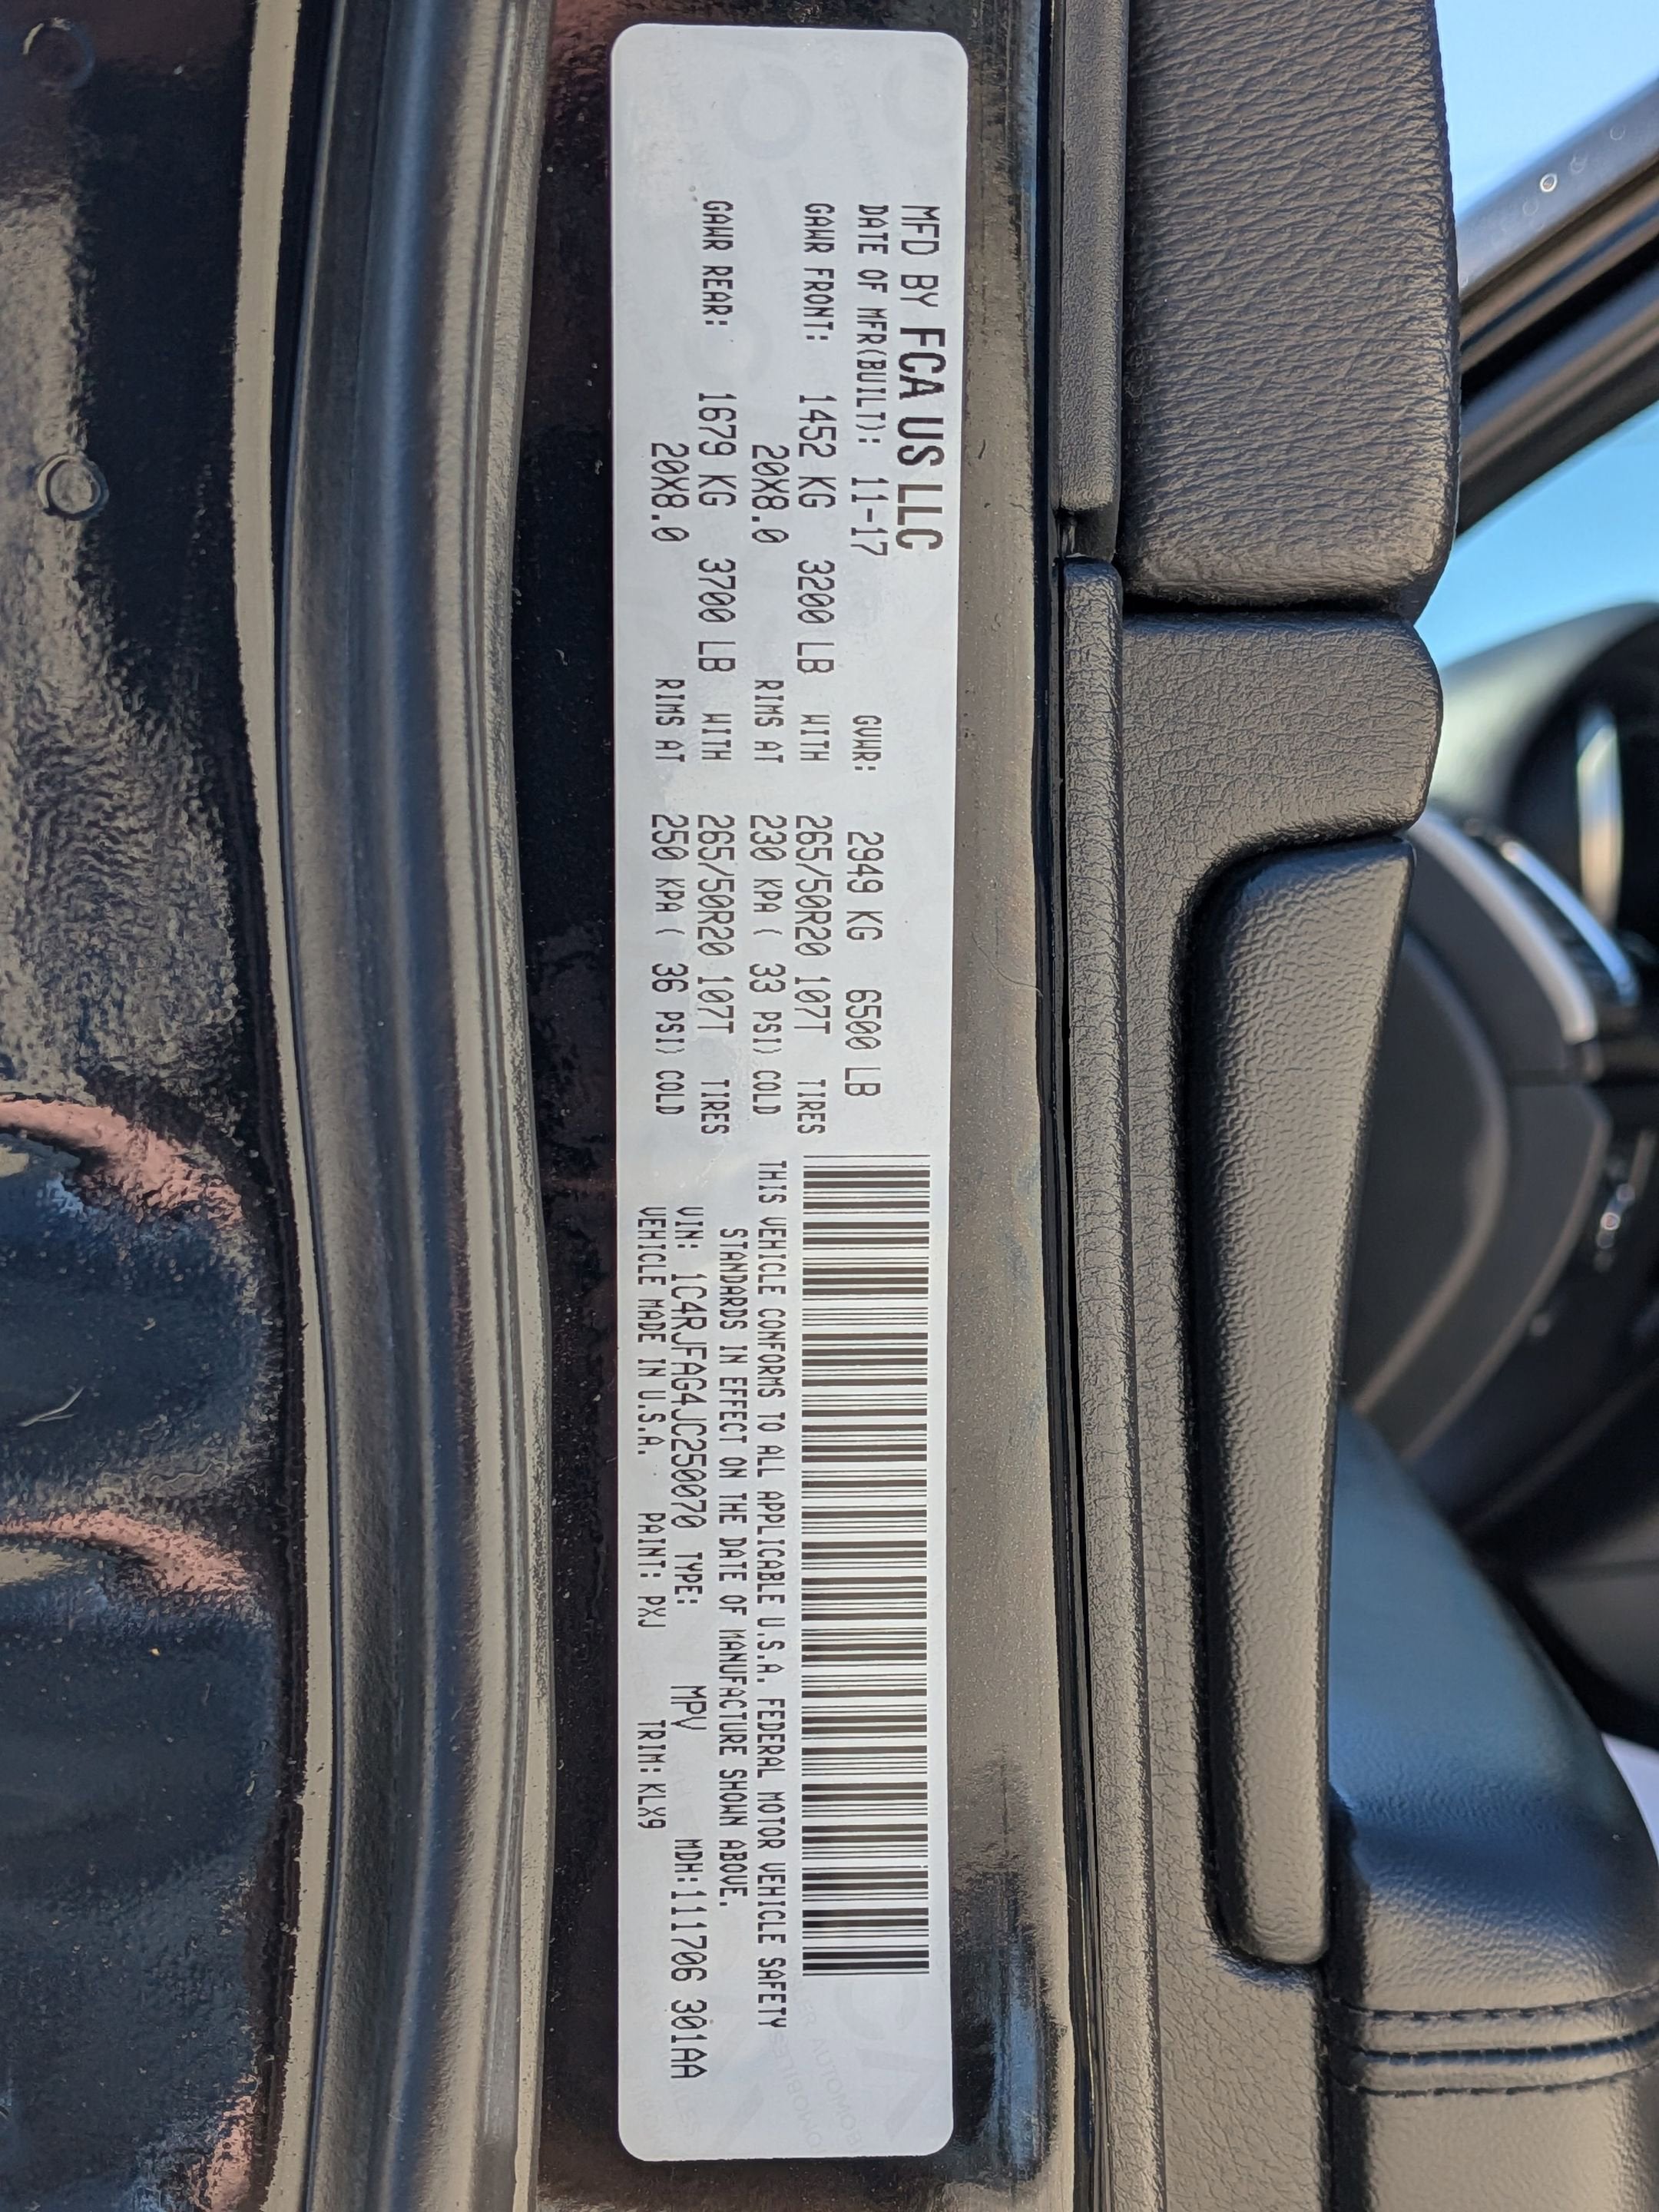 MFD BY FCA US LLC
DATE OF MFR(BUILT): 11-17 GVWR: 2949 KG 6500 LB
GAWR FRONT: 1452 KG 3200 LB WITH 265/50R20 107T TIRES
20X8.0 RIMS AT 230 KPA ( 33 PSI) COLD
GAWR REAR: 1679 KG 3700 LB WITH 265/50R20 107T TIRES
20X8.0 RIMS AT 250 KPA ( 36 PSI) COLD
THIS VEHICLE CONFORMS TO ALL APPLICABLE U.S.A. FEDERAL MOTOR VEHICLE SAFETY
STANDARDS IN EFFECT ON THE DATE OF MANUFACTURE SHOWN ABOVE.
VIN: 1C4RJFAG4JC250070 TYPE: MPV MDH:111706 301AA
VEHICLE MADE IN U.S.A. PAINT: PXJ TRIM: KLX9